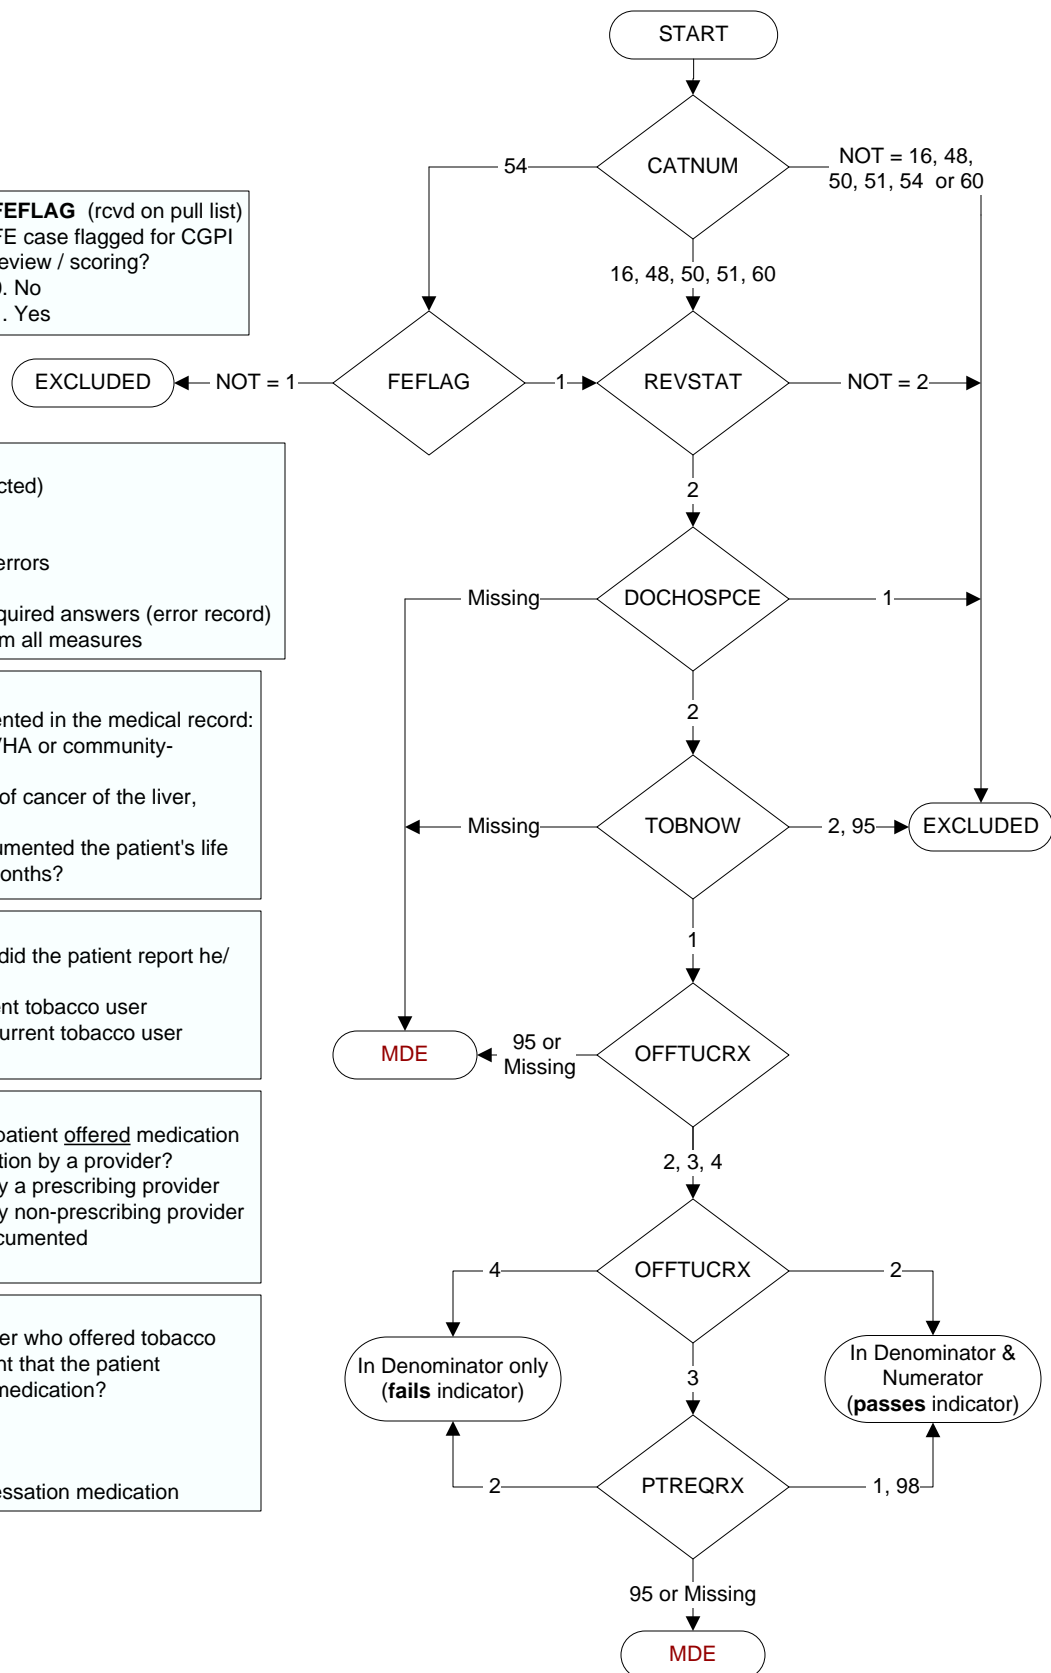 START
CATNUM
54
NOT = 16, 48,
50, 51, 54 or 60
16, 48, 50, 51, 60
FEFLAG (rcvd on pull list)
FE case flagged for CGPI
review / scoring?
0. No
1. Yes
EXCLUDED
NOT = 1
FEFLAG
1
REVSTAT
NOT = 2
2
cted)
errors
quired answers (error record)
m all measures
Missing
DOCHOSPCE
1
2
ented in the medical record:
VHA or community-
of cancer of the liver,
umented the patient's life
onths?
Missing
TOBNOW
2, 95
EXCLUDED
1
did the patient report he/
ent tobacco user
current tobacco user
MDE
95 or
Missing
OFFTUCRX
2, 3, 4
patient offered medication
tion by a provider?
y a prescribing provider
y non-prescribing provider
cumented
4
OFFTUCRX
2
In Denominator only
(fails indicator)
3
In Denominator &
Numerator
(passes indicator)
er who offered tobacco
nt that the patient
medication?
essation medication
2
PTREQRX
1, 98
95 or Missing
MDE